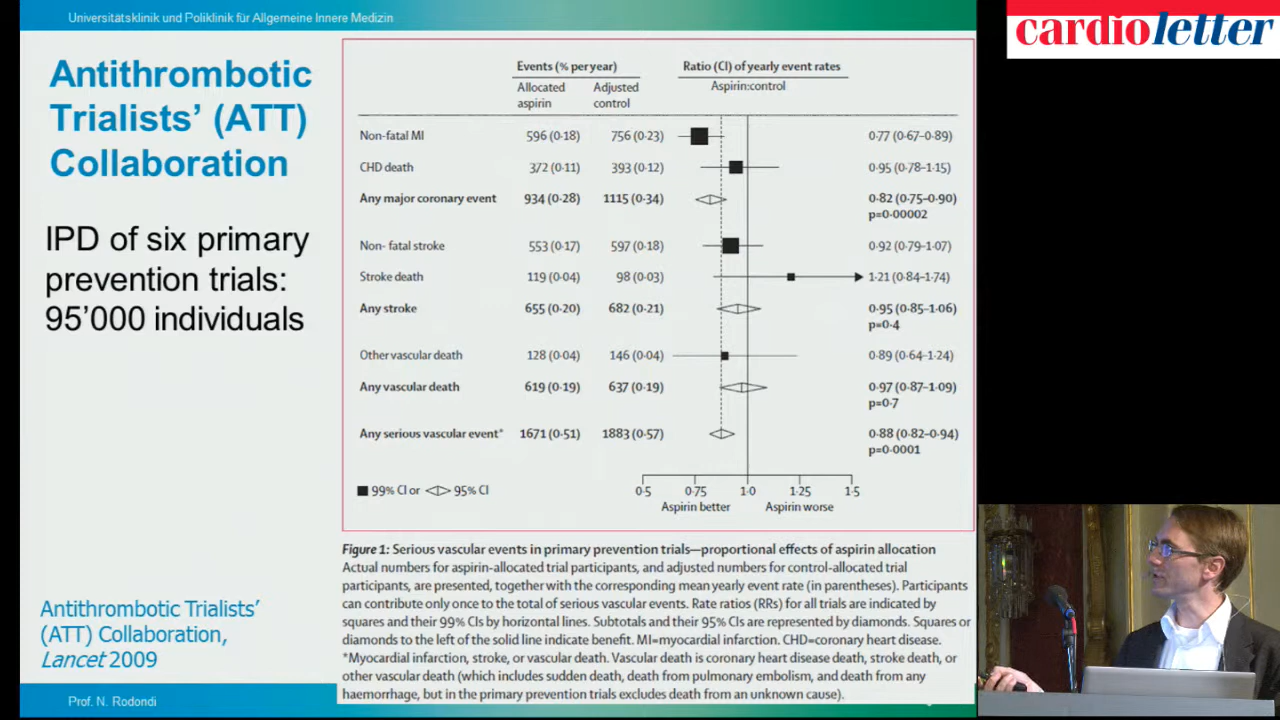 Universitätsklinik und Poliklinik für Allgemeine Innere Medizin
cardioletter
Antithrombotic
Trialists’ (ATT)
Collaboration
IPD of six primary
prevention trials:
95’000 individuals
Antithrombotic Trialists’
(ATT) Collaboration,
Lancet 2009
Prof. N. Rodondi
Events (% per year) Ratio (CI) of yearly event rates
Allocated Adjusted Aspirin:control
aspirin control
Non-fatal MI 596 (0·18) 756 (0·23) 0·77 (0·67–0·89)
CHD death 372 (0·11) 393 (0·12) 0·95 (0·78–1·15)
Any major coronary event 934 (0·28) 1115 (0·34) 0·82 (0·75–0·90)
p=0·00002
Non- fatal stroke 553 (0·17) 597 (0·18) 0·92 (0·79–1·07)
Stroke death 119 (0·04) 98 (0·03) 1·21 (0·84–1·74)
Any stroke 655 (0·20) 682 (0·21) 0·95 (0·85–1·06)
p=0·4
Other vascular death 128 (0·04) 146 (0·04) 0·89 (0·64–1·24)
Any vascular death 619 (0·19) 637 (0·19) 0·97 (0·87–1·09)
p=0·7
Any serious vascular event* 1671 (0·51) 1883 (0·57) 0·88 (0·82–0·94)
p=0·0001
99% CI or 95% CI
0·5 0·75 1·0 1·25 1·5
Aspirin better Aspirin worse
Figure 1: Serious vascular events in primary prevention trials—proportional effects of aspirin allocation
Actual numbers for aspirin-allocated trial participants, and adjusted numbers for control-allocated trial
participants, are presented, together with the corresponding mean yearly event rate (in parentheses). Participants
can contribute only once to the total of serious vascular events. Rate ratios (RRs) for all trials are indicated by
squares and their 99% CIs by horizontal lines. Subtotals and their 95% CIs are represented by diamonds. Squares or
diamonds to the left of the solid line indicate benefit. MI=myocardial infarction. CHD=coronary heart disease.
*Myocardial infarction, stroke, or vascular death. Vascular death is coronary heart disease death, stroke death, or
other vascular death (which includes sudden death, death from pulmonary embolism, and death from any
haemorrhage, but in the primary prevention trials excludes death from an unknown cause).